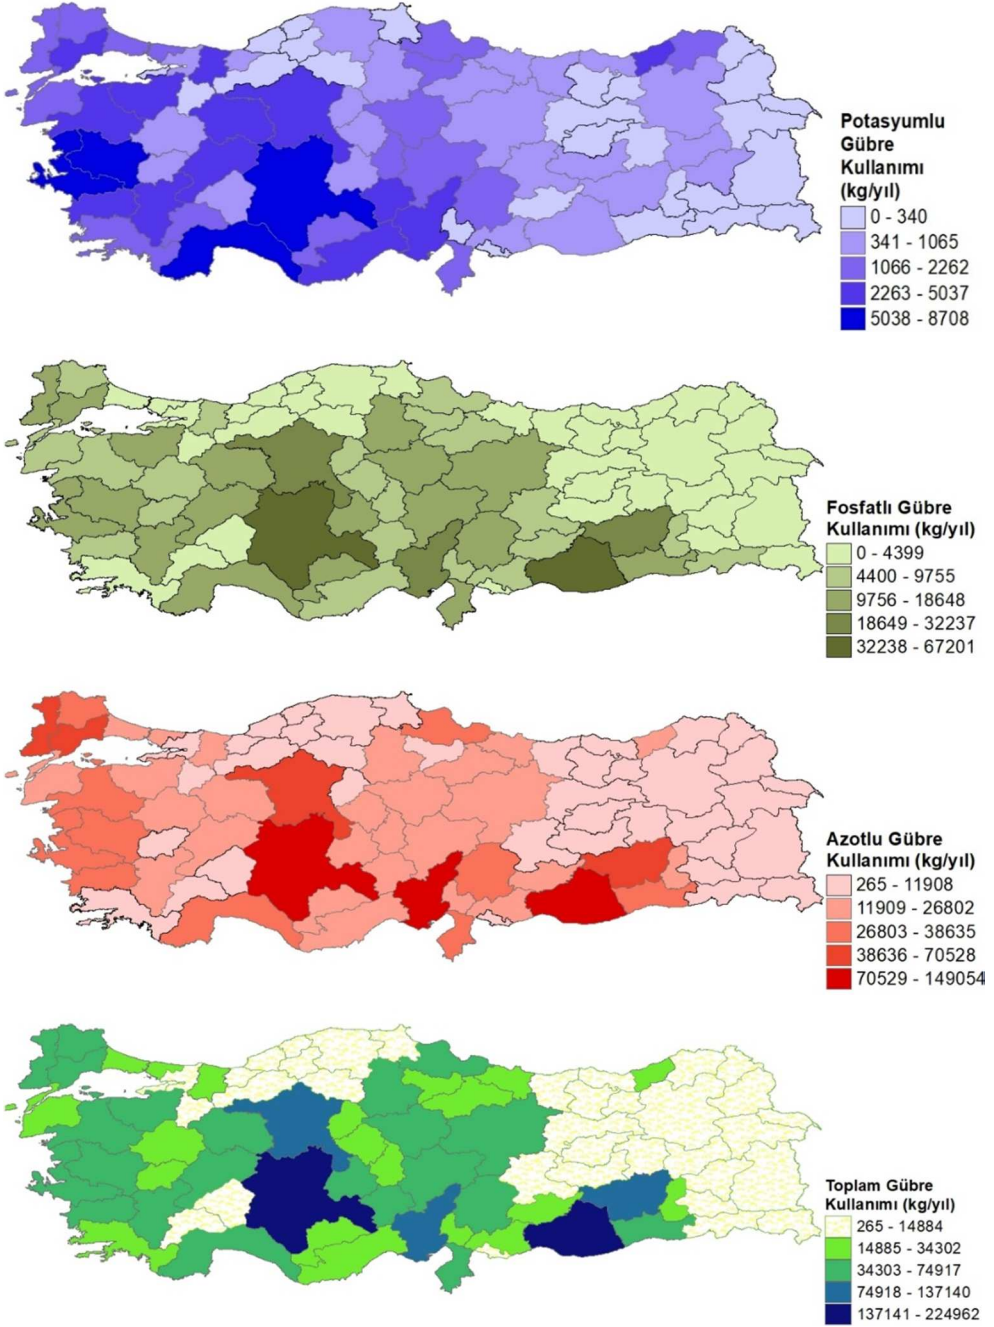 Potasyumlu
Gübre
Kullanımı
(kg/yıl)
0 - 340
341 - 1065
1066 - 2262
2263 - 5037
5038 - 8708
Fosfatlı Gübre
Kullanımı (kg/yıl)
0 - 4399
4400 - 9755
9756 - 18648
18649 - 32237
32238 - 67201
Azotlu Gübre
Kullanımı (kg/yıl)
265 - 11908
11909 - 26802
26803 - 38635
38636 - 70528
70529 - 149054
Toplam Gübre
Kullanımı (kg/yıl)
265 - 14884
14885 - 34302
34303 - 74917
74918 - 137140
137141 - 224962